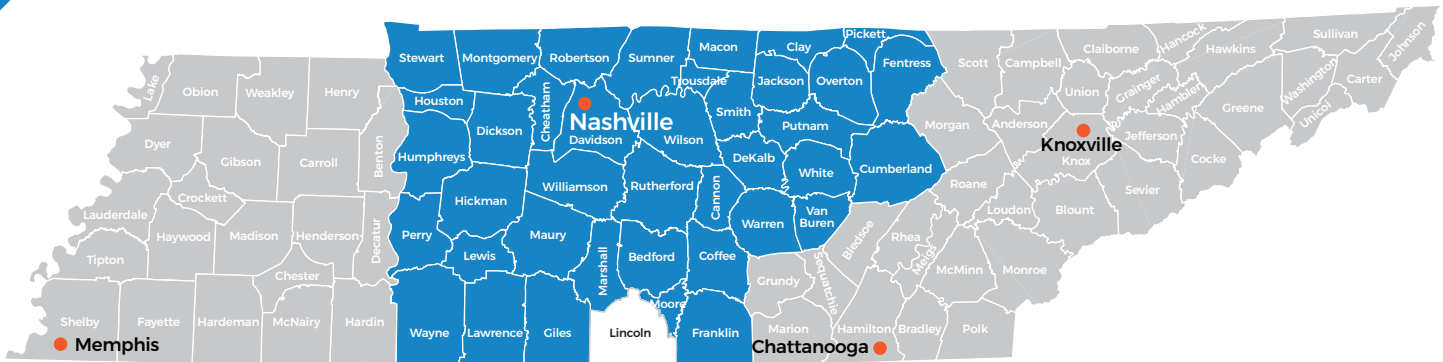 Stewart
Montgomery
Robertson
Sumner
Macon
Clay
Pickett
Fentress
Scott
Campbell
Claiborne
Hancock
Hawkins
Sullivan
Johnson
Lake
Obion
Weakley
Henry
Houston
Cheatham
Trousdale
Jackson
Overton
Union
Grainger
Hamblen
Greene
Washington
Carter
Unicoi
Dickson
Nashville
Davidson
Wilson
Smith
Putnam
Morgan
Anderson
Knoxville
Knox
Jefferson
Cocke
Dyer
Gibson
Carroll
Benton
Humphreys
DeKalb
White
Cumberland
Roane
Sevier
Crockett
Lauderdale
Haywood
Madison
Henderson
Decatur
Hickman
Williamson
Rutherford
Cannon
Warren
Van
Buren
Bledsoe
Rhea
Meigs
Loudon
Blount
Perry
Lewis
Maury
Marshall
Bedford
Coffee
Tipton
Chester
Grundy
Sequatchie
McMinn
Monroe
Shelby
Fayette
Hardeman
McNairy
Hardin
Wayne
Lawrence
Giles
Lincoln
Moore
Franklin
Marion
Hamilton
Bradley
Polk
Memphis
Chattanooga